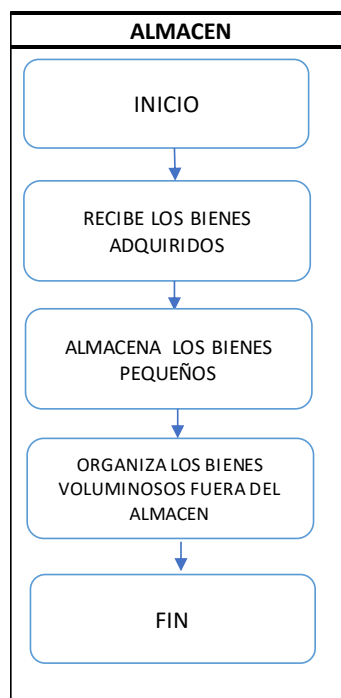 ALMACEN
INICIO
RECIBE LOS BIENES
ADQUIRIDOS
ALMACENA LOS BIENES
PEQUEÑOS
ORGANIZA LOS BIENES
VOLUMINOSOS FUERA DEL
ALMACEN
FIN